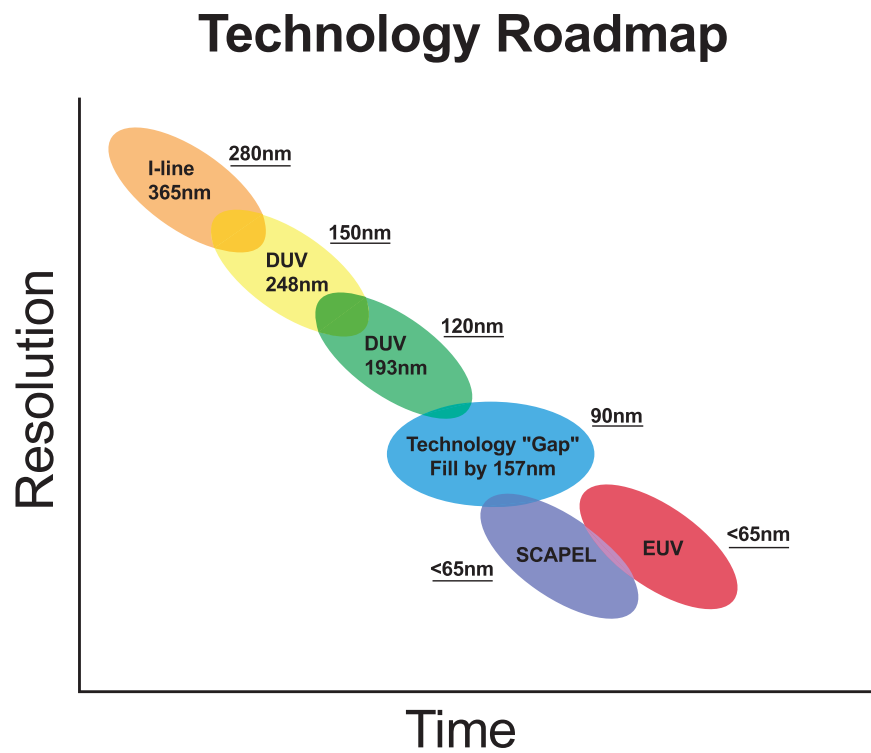 Technology Roadmap
280nm
I-line
365nm
150nm
DUV
248nm
120nm
DUV
193nm
90nm
Technology "Gap"
Fill by 157nm
<65nm
EUV
SCAPEL
<65nm
Resolution
Time